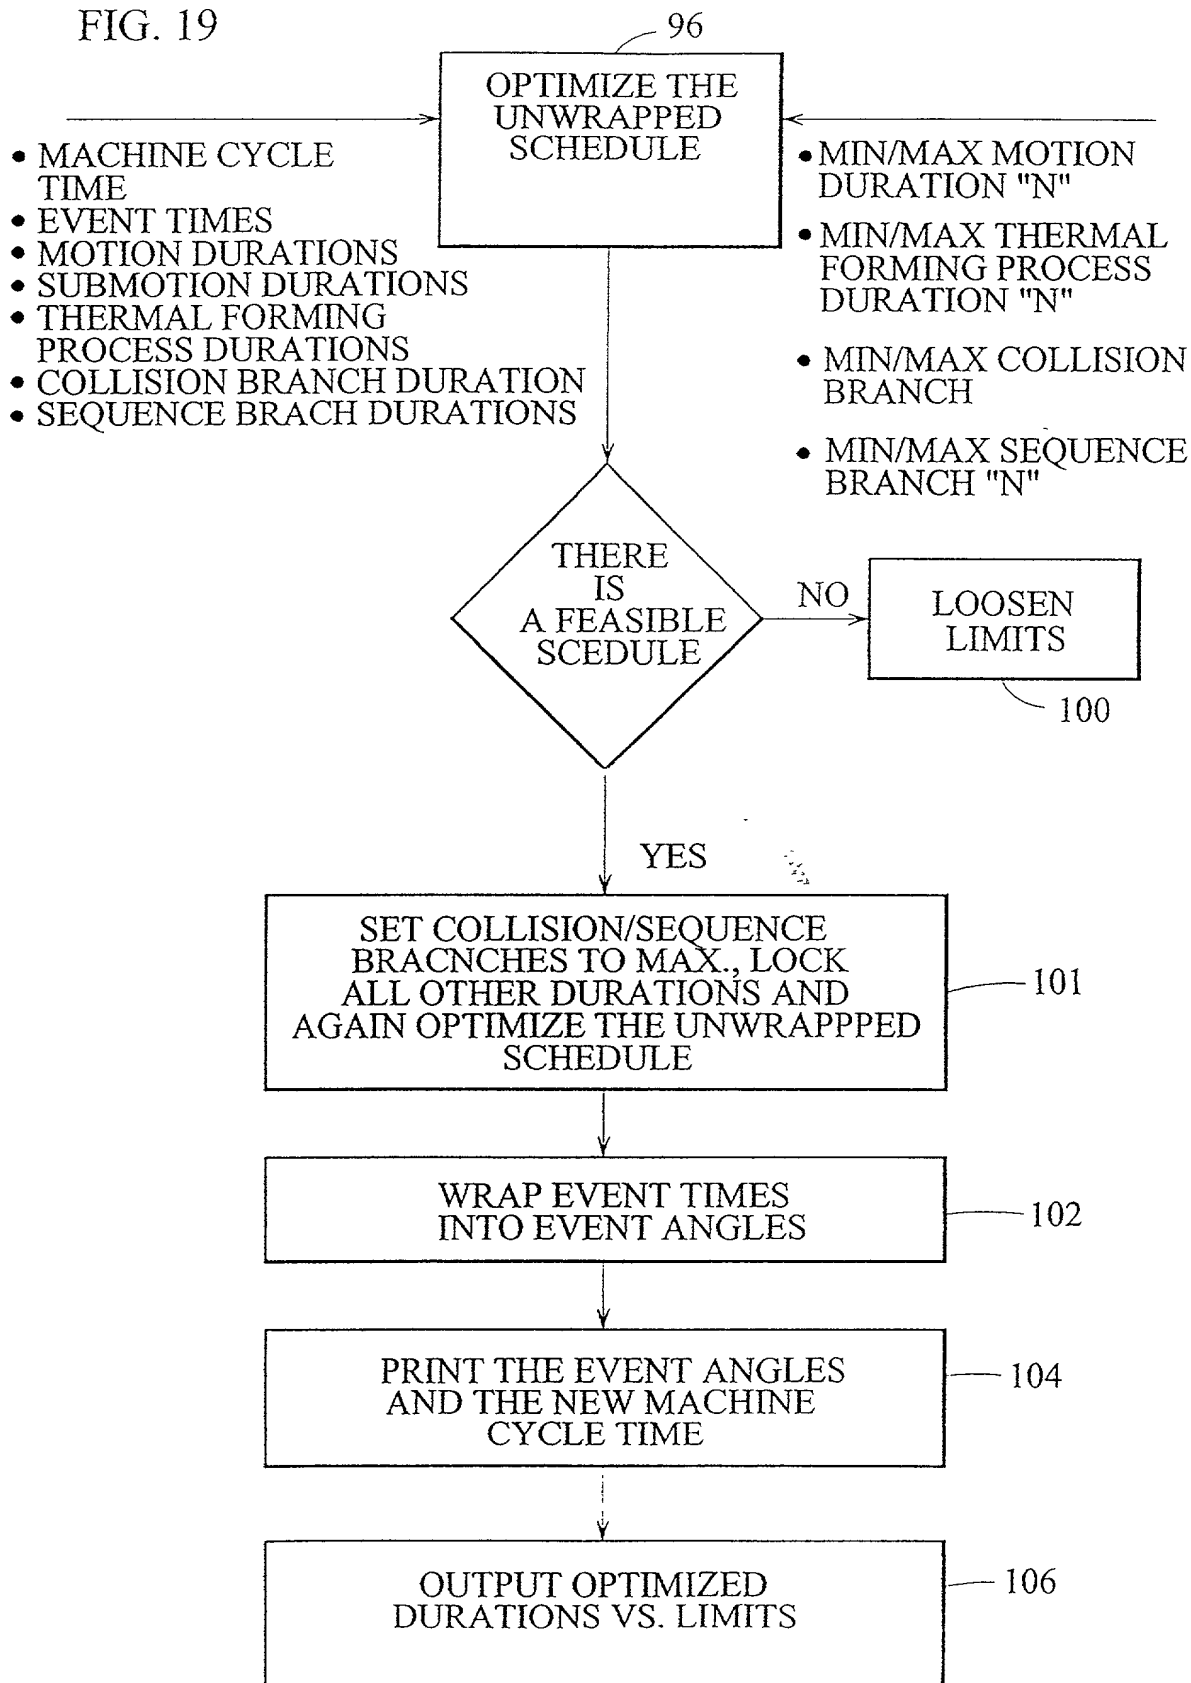 FIG. 19
96
OPTIMIZE THE
UNWRAPPED
SCHEDULE
• MACHINE CYCLE
TIME
• EVENT TIMES
• MOTION DURATIONS
• SUBMOTION DURATIONS
• THERMAL FORMING
PROCESS DURATIONS
• COLLISION BRANCH DURATION
• SEQUENCE BRACH DURATIONS
• MIN/MAX MOTION
DURATION "N"
• MIN/MAX THERMAL
FORMING PROCESS
DURATION "N"
• MIN/MAX COLLISION
BRANCH
• MIN/MAX SEQUENCE
BRANCH "N"
THERE
IS
A FEASIBLE
SCEDULE
NO
LOOSEN
LIMITS
100
YES
SET COLLISION/SEQUENCE
BRACNCHES TO MAX., LOCK
ALL OTHER DURATIONS AND
AGAIN OPTIMIZE THE UNWRAPPPED
SCHEDULE
101
WRAP EVENT TIMES
INTO EVENT ANGLES
102
PRINT THE EVENT ANGLES
AND THE NEW MACHINE
CYCLE TIME
104
OUTPUT OPTIMIZED
DURATIONS VS. LIMITS
106